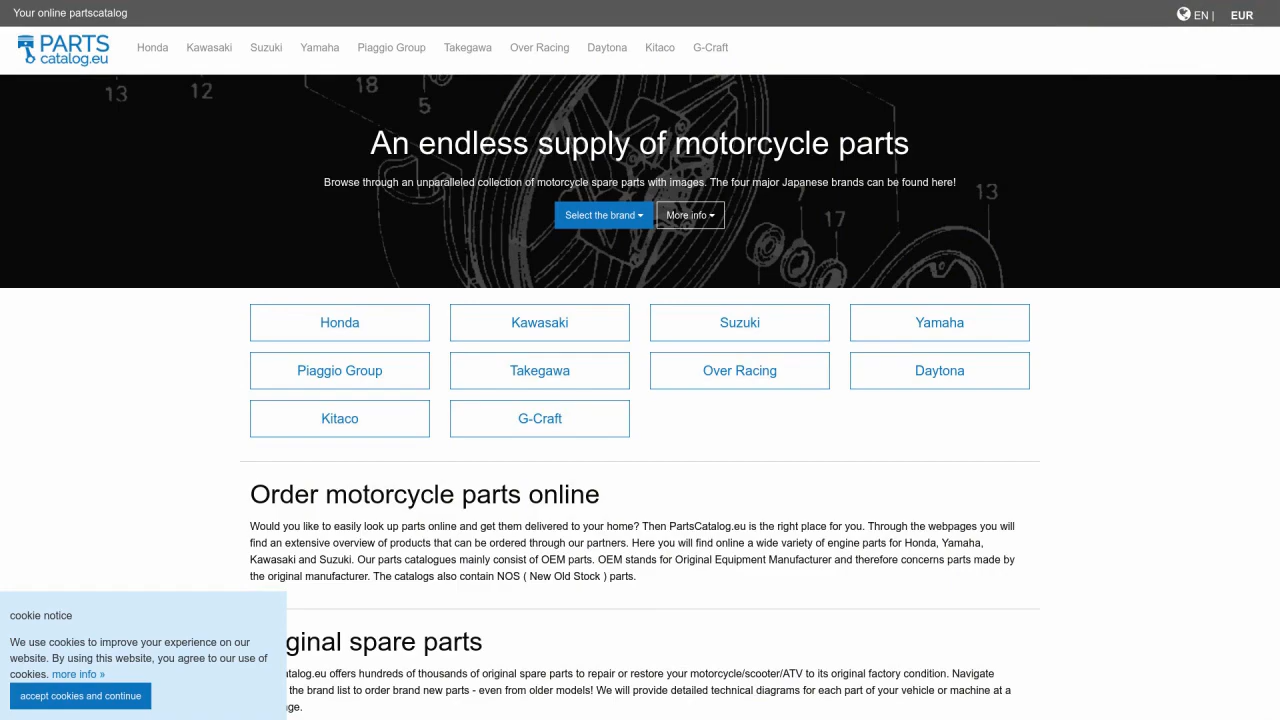 Your online partscatalog
EN |
EUR
PARTS
catalog.eu
Honda
Kawasaki
Suzuki
Yamaha
Piaggio Group
Takegawa
Over Racing
Daytona
Kitaco
G-Craft
13
12
18
5
An endless supply of motorcycle parts
Browse through an unparalleled collection of motorcycle spare parts with images. The four major Japanese brands can be found here!
13
17
Select the brand
More info
Honda
Kawasaki
Suzuki
Yamaha
Piaggio Group
Takegawa
Over Racing
Daytona
Kitaco
G-Craft
Order motorcycle parts online
Would you like to easily look up parts online and get them delivered to your home? Then PartsCatalog.eu is the right place for you. Through the webpages you will
find an extensive overview of products that can be ordered through our partners. Here you will find online a wide variety of engine parts for Honda, Yamaha,
Kawasaki and Suzuki. Our parts catalogues mainly consist of OEM parts. OEM stands for Original Equipment Manufacturer and therefore concerns parts made by
the original manufacturer. The catalogs also contain NOS ( New Old Stock ) parts.
ginal spare parts
catalog.eu offers hundreds of thousands of original spare parts to repair or restore your motorcycle/scooter/ATV to its original factory condition. Navigate
the brand list to order brand new parts - even from older models! We will provide detailed technical diagrams for each part of your vehicle or machine at a
cookie notice
We use cookies to improve your experience on our
website. By using this website, you agree to our use of
cookies. more info »
accept cookies and continue